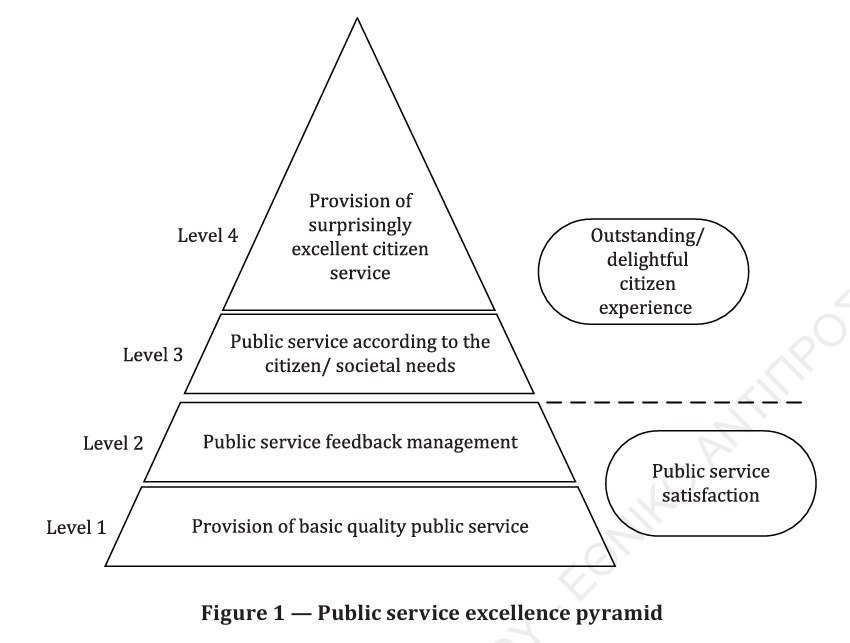 Provision of
surprisingly
excellent citizen
service
Level 4
Outstanding/
delightful
citizen
experience
Public service according to the
citizen/ societal needs
Level 3
Level 2
Public service feedback management
Public service
satisfaction
Level 1
Provision of basic quality public service
Figure 1 — Public service excellence pyramid
ΕΘΝΙΚΟ ΑΝΤΙΠΡΟΣ